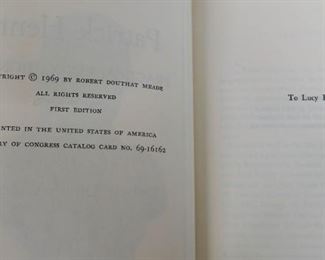 YRIGHT © 1969 BY ROBERT DOUTHAT MEADE
ALL RIGHTS RESERVED
FIRST EDITION
NTED IN THE UNITED STATES OF AMERICA
RY OF CONGRESS CATALOG CARD NO. 69-16162
To Lucy